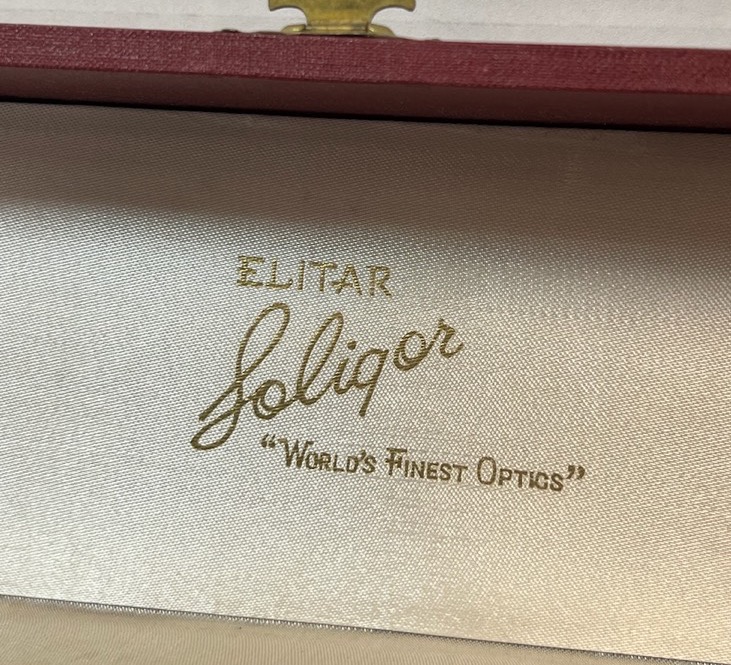 ELITAR
Soligor
“WORLD'S FINEST OPTICS”